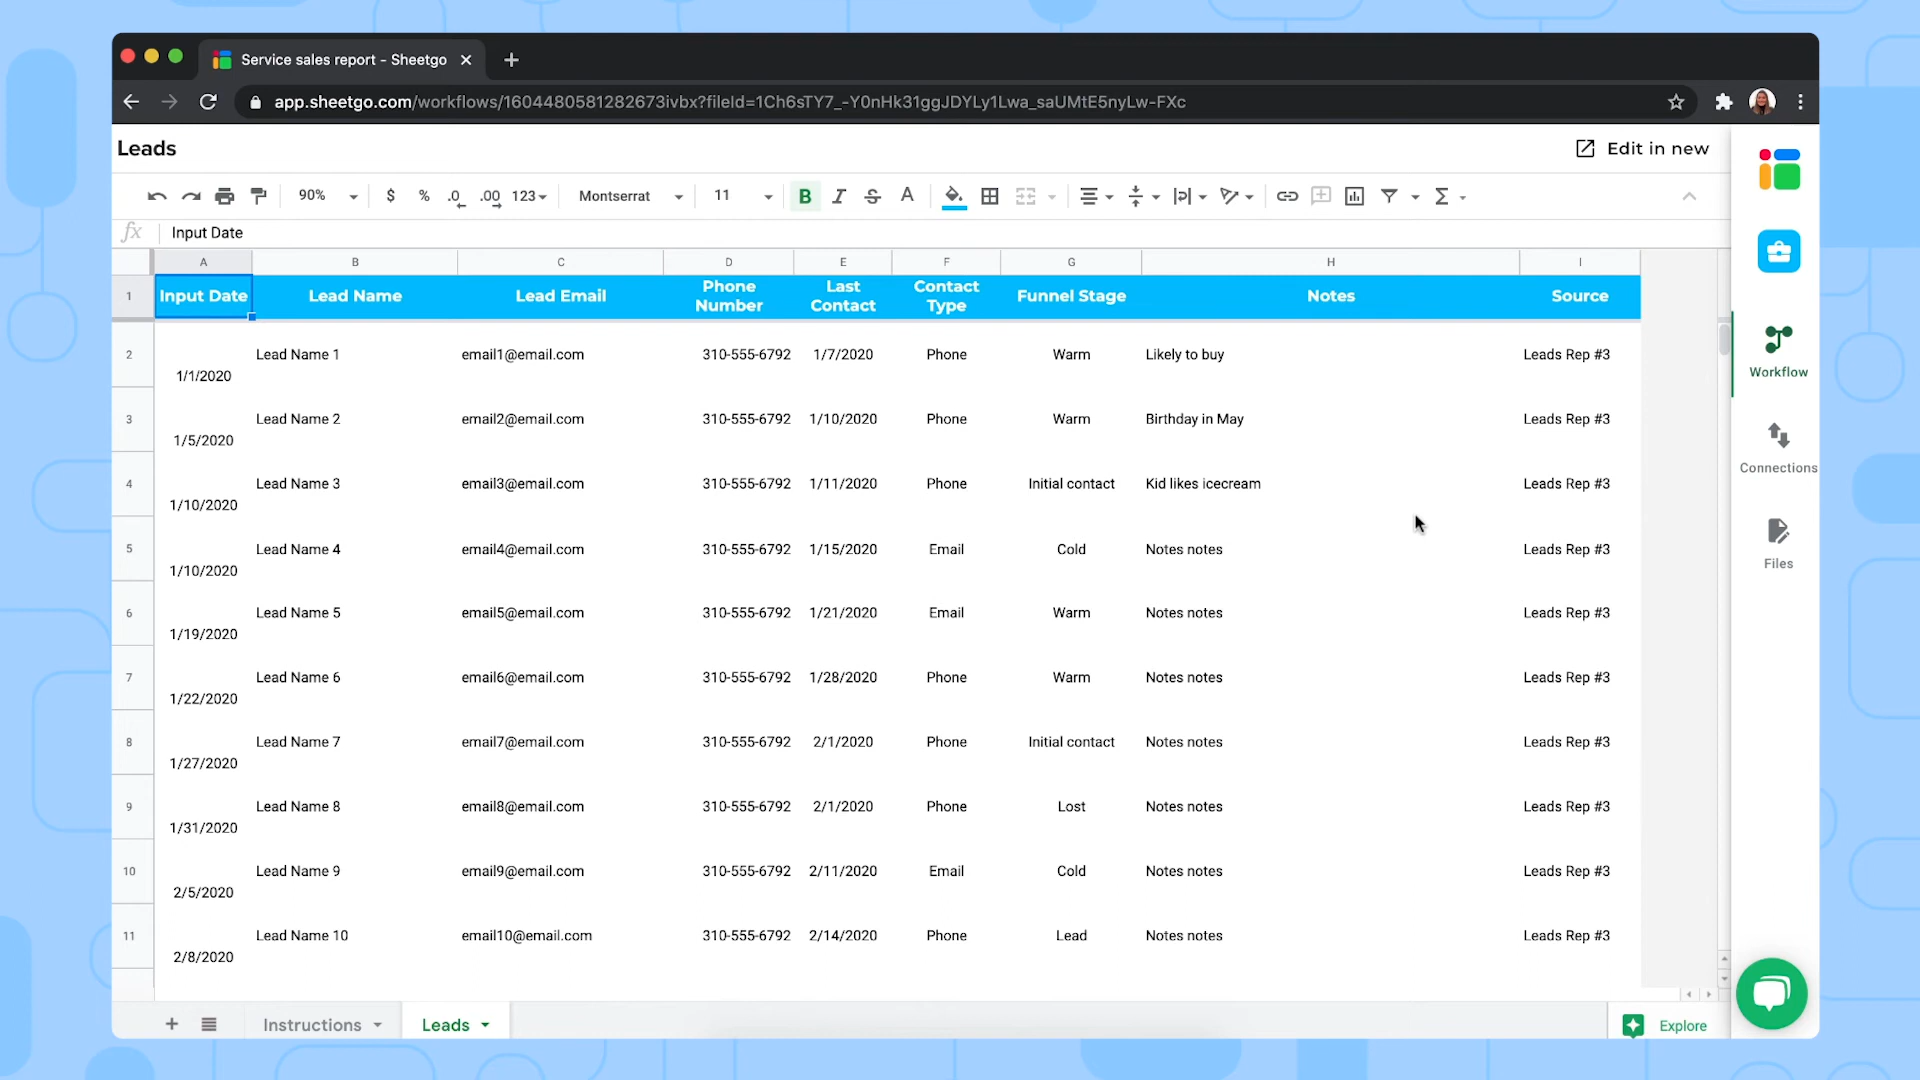 Service sales report - Sheetgo
app.sheetgo.com/workflows/1604480581282673ivbx?fileId=1Ch6sTY7_-Y0nHk31ggJDYLy1Lwa_saUMtE5nyLw-FXc
Leads
Edit in new
90% $ % .0 .00 123 Montserrat 11 B I S A Σ
fx Input Date
A B C D E F G H I
1 Input Date Lead Name Lead Email Phone Number Last Contact Contact Type Funnel Stage Notes Source
2 1/1/2020 Lead Name 1 email1@email.com 310-555-6792 1/7/2020 Phone Warm Likely to buy Leads Rep #3
3 1/5/2020 Lead Name 2 email2@email.com 310-555-6792 1/10/2020 Phone Warm Birthday in May Leads Rep #3
4 1/10/2020 Lead Name 3 email3@email.com 310-555-6792 1/11/2020 Phone Initial contact Kid likes icecream Leads Rep #3
5 1/10/2020 Lead Name 4 email4@email.com 310-555-6792 1/15/2020 Email Cold Notes notes Leads Rep #3
6 1/19/2020 Lead Name 5 email5@email.com 310-555-6792 1/21/2020 Email Warm Notes notes Leads Rep #3
7 1/22/2020 Lead Name 6 email6@email.com 310-555-6792 1/28/2020 Phone Warm Notes notes Leads Rep #3
8 1/27/2020 Lead Name 7 email7@email.com 310-555-6792 2/1/2020 Phone Initial contact Notes notes Leads Rep #3
9 1/31/2020 Lead Name 8 email8@email.com 310-555-6792 2/1/2020 Phone Lost Notes notes Leads Rep #3
10 2/5/2020 Lead Name 9 email9@email.com 310-555-6792 2/11/2020 Email Cold Notes notes Leads Rep #3
11 2/8/2020 Lead Name 10 email10@email.com 310-555-6792 2/14/2020 Phone Lead Notes notes Leads Rep #3
Workflow
Connections
Files
Instructions Leads Explore